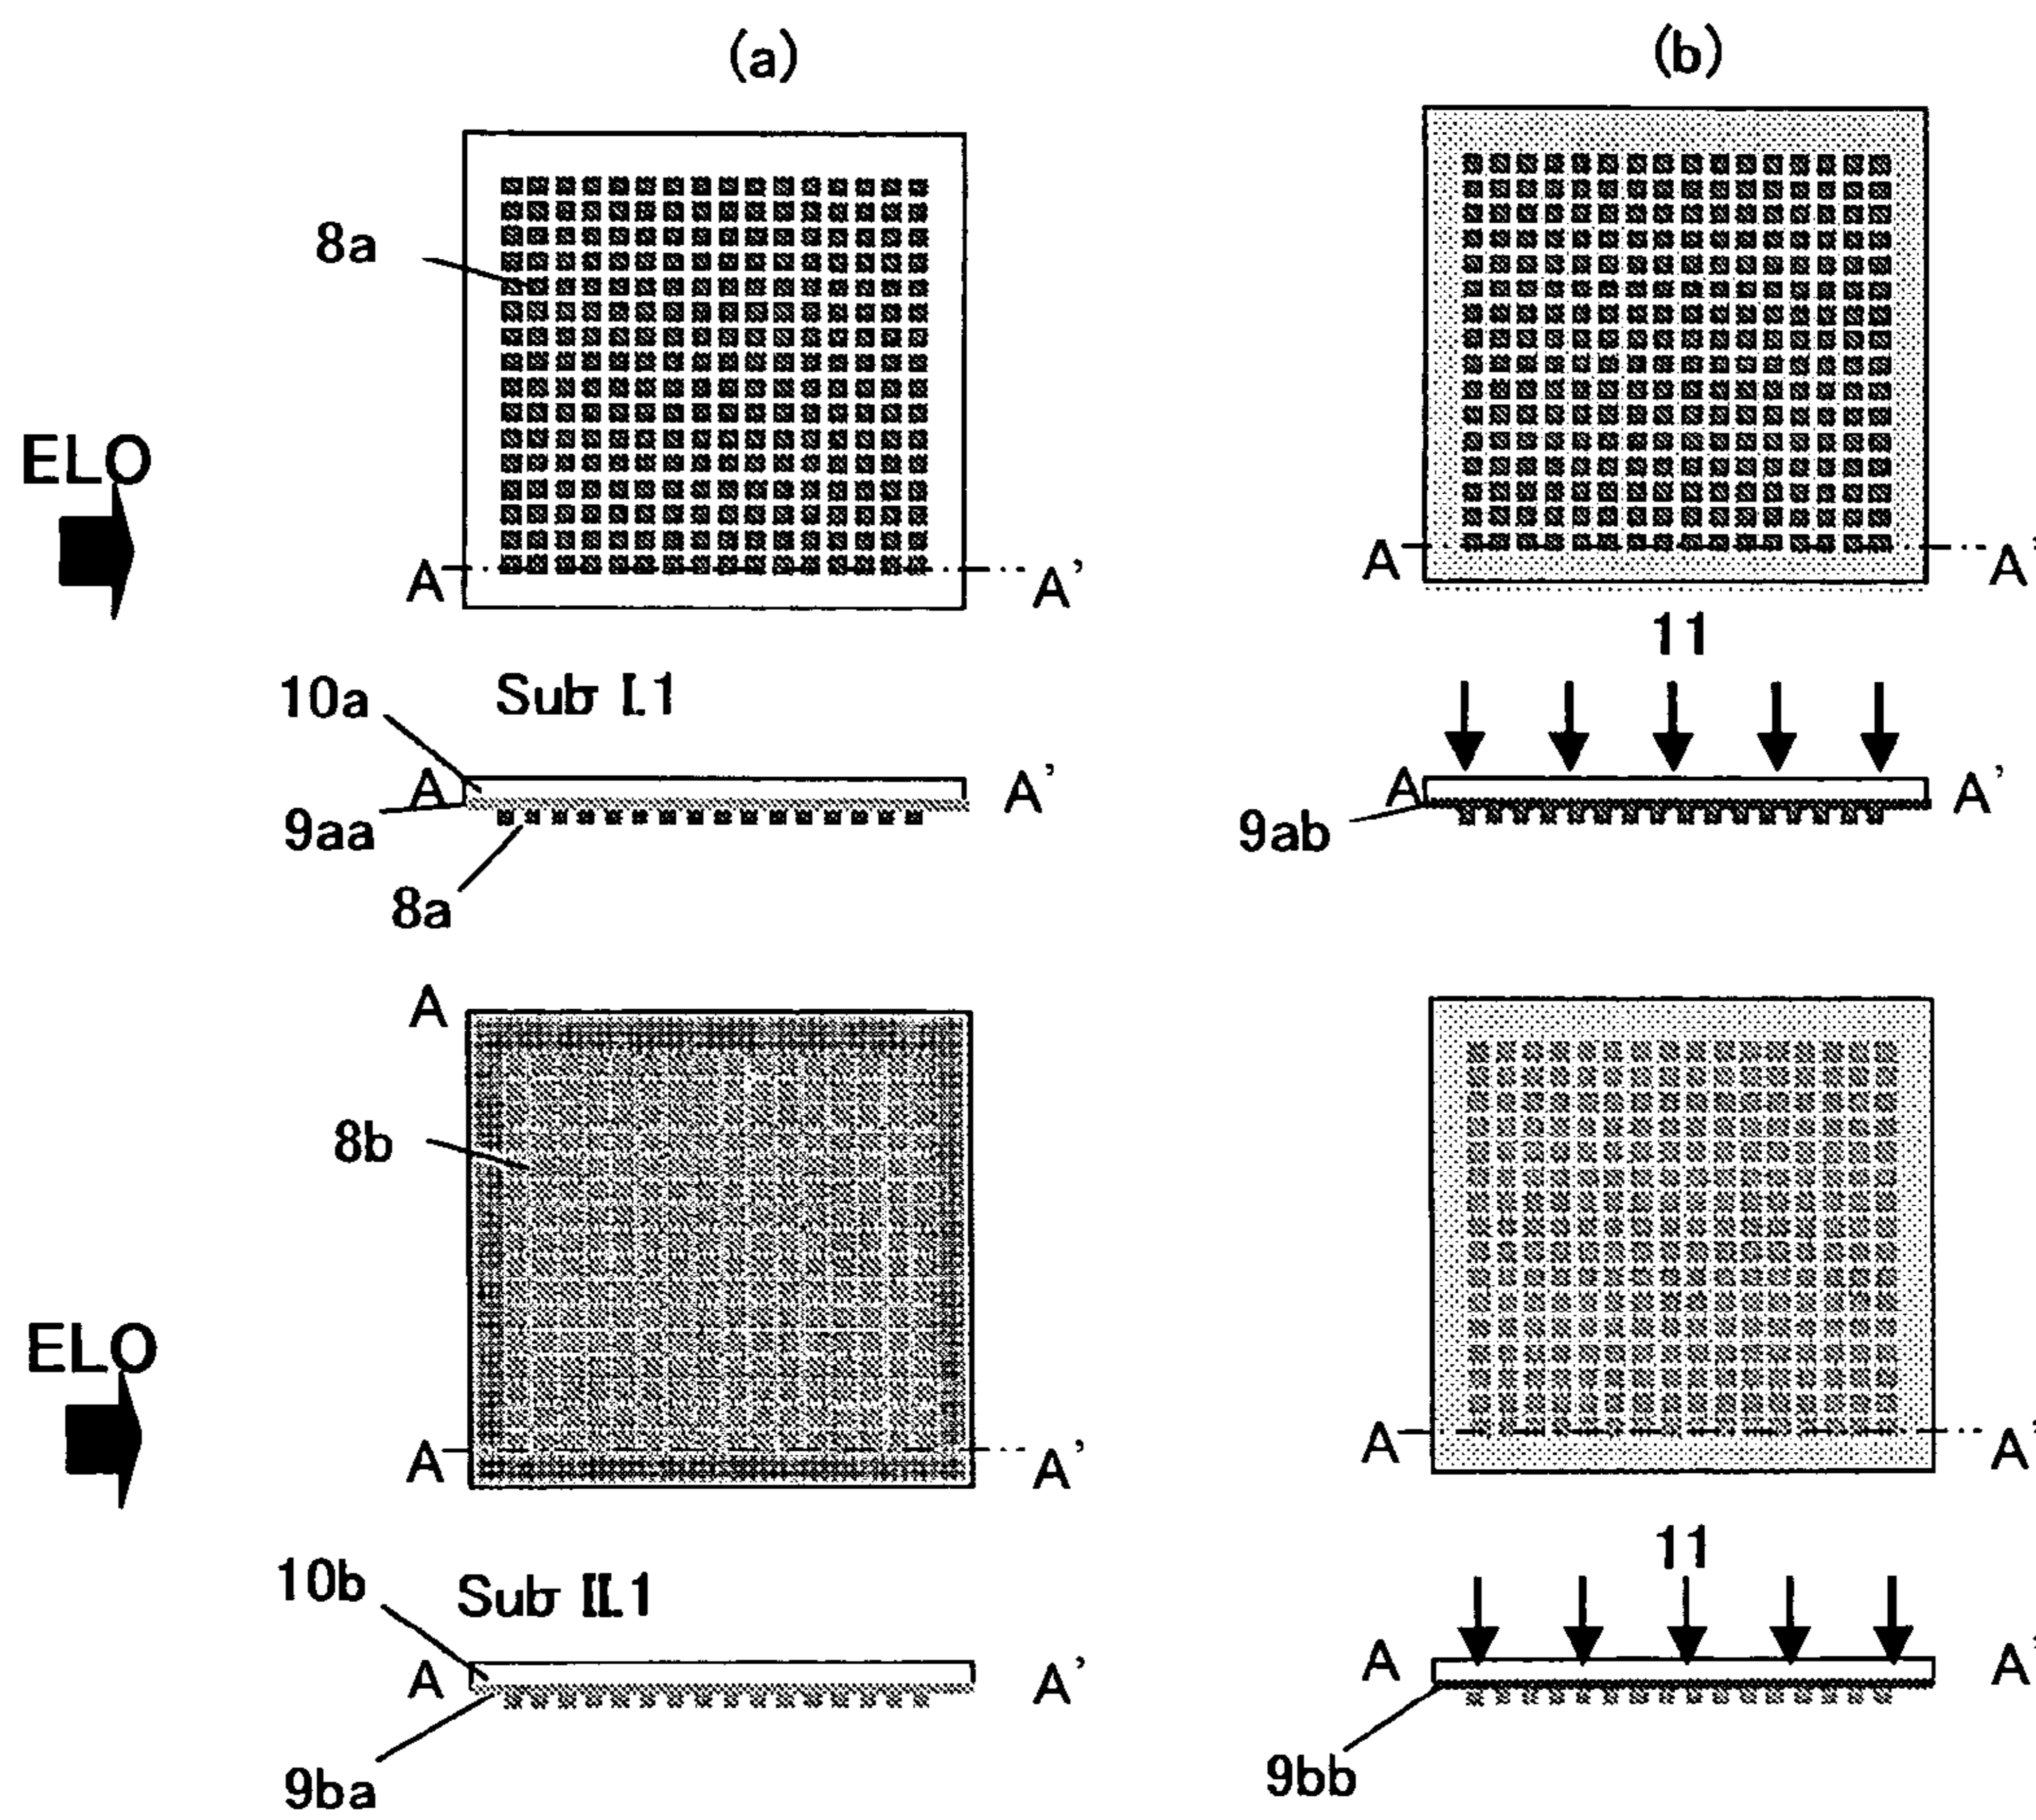 (a) (b)
8a
ELO
A A' A A'
11
10a Sub I.1
A A' A A'
9aa 9ab
8a
A
8b
ELO
A A' A A'
11
10b Sub II.1
A A' A A'
9ba 9bb